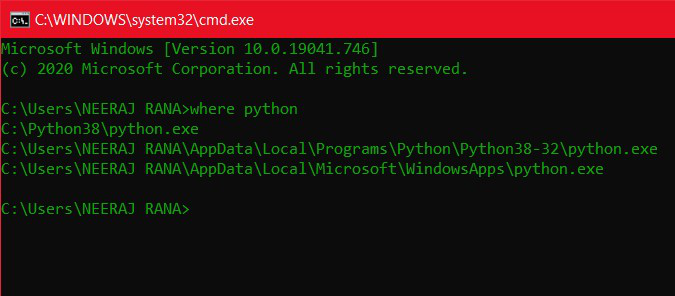 C:\WINDOWS\system32\cmd.exe
Microsoft Windows [Version 10.0.19041.746]
(c) 2020 Microsoft Corporation. All rights reserved.
C:\Users\NEERAJ RANA>where python
C:\Python38\python.exe
C:\Users\NEERAJ RANA\AppData\Local\Programs\Python\Python38-32\python.exe
C:\Users\NEERAJ RANA\AppData\Local\Microsoft\WindowsApps\python.exe
C:\Users\NEERAJ RANA>